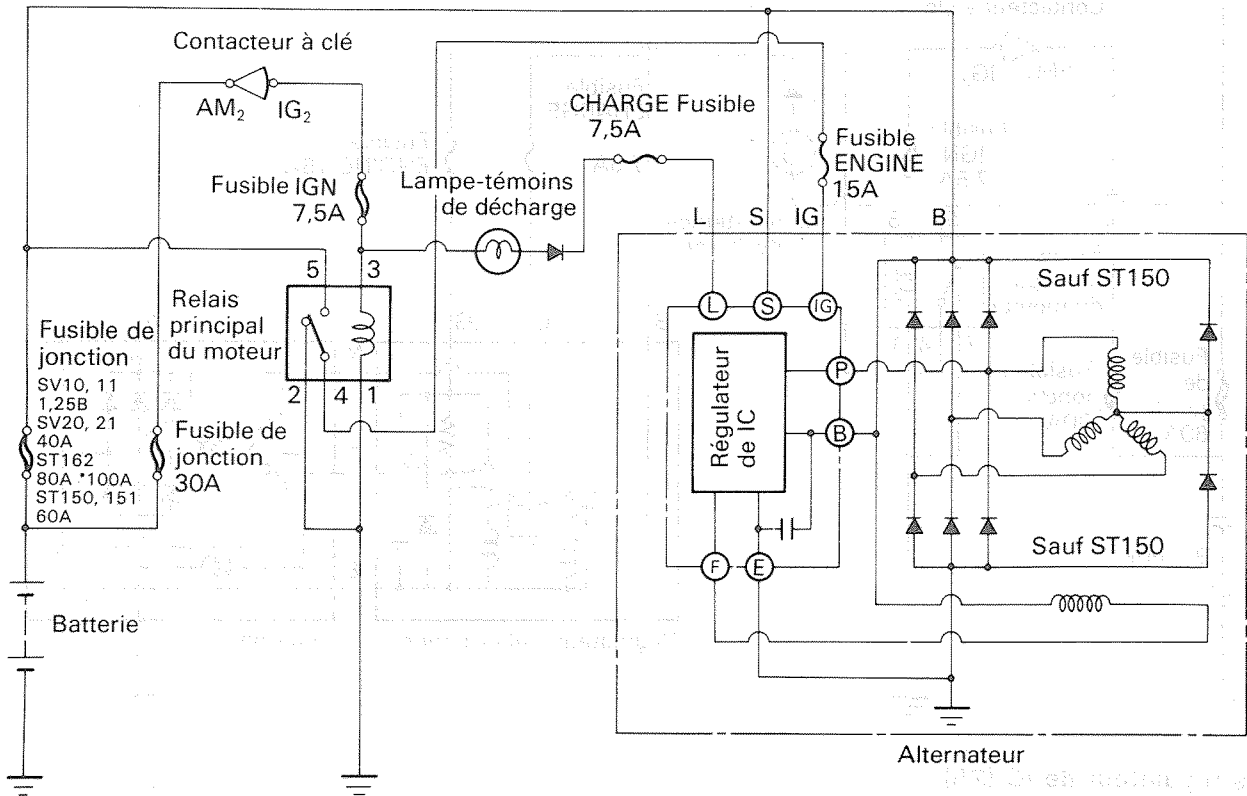 Contacteur à clé
AM₂ IG₂
CHARGE Fusible
7,5A
Fusible
ENGINE
15A
Fusible IGN
7,5A
Lampe-témoins
de décharge
L S IG B
5 3
Sauf ST150
L S IG
Relais
principal
du moteur
Fusible de
jonction
SV10, 11
1,25B
SV20, 21
40A
ST162
80A *100A
ST150, 151
60A
2 4 1
Fusible de
jonction
30A
Régulateur
de IC
P
B
F E
Sauf ST150
Batterie
Alternateur